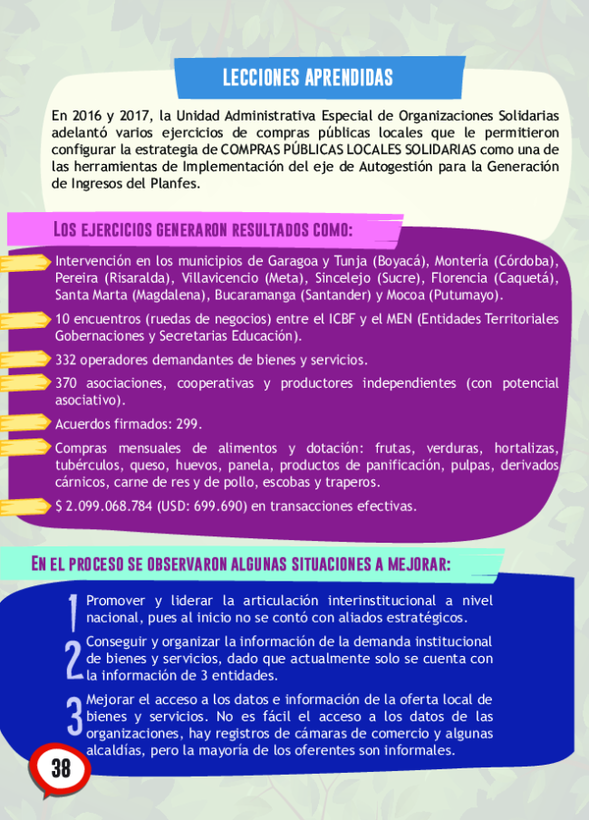 LECCIONES APRENDIDAS
En 2016 y 2017, la Unidad Administrativa Especial de Organizaciones Solidarias
adelantó varios ejercicios de compras públicas locales que le permitieron
configurar la estrategia de COMPRAS PÚBLICAS LOCALES SOLIDARIAS como una de
las herramientas de Implementación del eje de Autogestión para la Generación
de Ingresos del Planfes.
LOS EJERCICIOS GENERARON RESULTADOS COMO:
Intervención en los municipios de Garagoa y Tunja (Boyacá), Montería (Córdoba),
Pereira (Risaralda), Villavicencio (Meta), Sincelejo (Sucre), Florencia (Caquetá),
Santa Marta (Magdalena), Bucaramanga (Santander) y Mocoa (Putumayo).
10 encuentros (ruedas de negocios) entre el ICBF y el MEN (Entidades Territoriales
Gobernaciones y Secretarias Educación).
332 operadores demandantes de bienes y servicios.
370 asociaciones, cooperativas y productores independientes (con potencial
asociativo).
Acuerdos firmados: 299.
Compras mensuales de alimentos y dotación: frutas, verduras, hortalizas,
tubérculos, queso, huevos, panela, productos de panificación, pulpas, derivados
cárnicos, carne de res y de pollo, escobas y traperos.
$ 2.099.068.784 (USD: 699.690) en transacciones efectivas.
EN EL PROCESO SE OBSERVARON ALGUNAS SITUACIONES A MEJORAR:
1 Promover y liderar la articulación interinstitucional a nivel
nacional, pues al inicio no se contó con aliados estratégicos.
2 Conseguir y organizar la información de la demanda institucional
de bienes y servicios, dado que actualmente solo se cuenta con
la información de 3 entidades.
3 Mejorar el acceso a los datos e información de la oferta local de
bienes y servicios. No es fácil el acceso a los datos de las
organizaciones, hay registros de cámaras de comercio y algunas
alcaldías, pero la mayoría de los oferentes son informales.
38